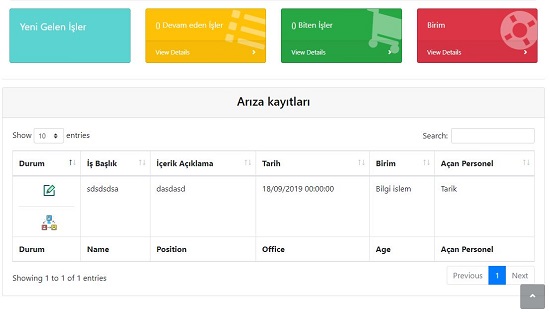 Yeni Gelen İşler
() Devam eden İşler
View Details
() Biten İşler
View Details
Birim
View Details
Arıza kayıtları
Show 10 entries
Search:
Durum İş Başlık İçerik Açıklama Tarih Birim Açan Personel
sdsdsdsa dasdasd 18/09/2019 00:00:00 Bilgi islem Tarik
Durum Name Position Office Age Açan Personel
Showing 1 to 1 of 1 entries
Previous 1 Next